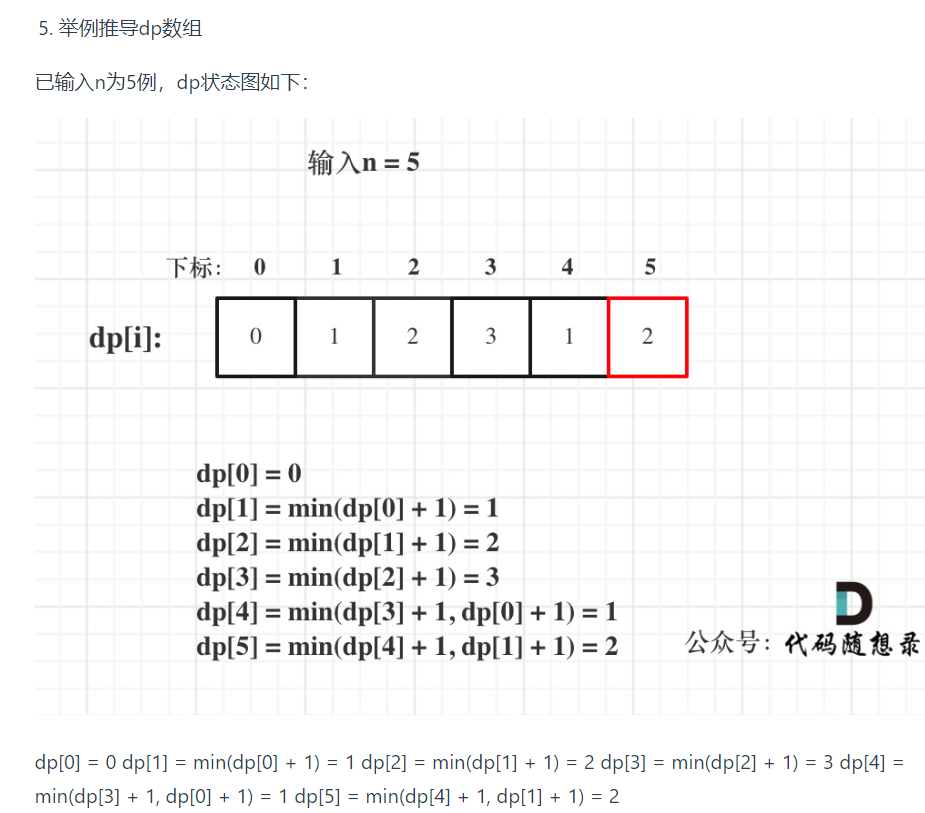 5. 举例推导dp数组
已输入n为5例，dp状态图如下：
输入n = 5
下标: 0 1 2 3 4 5
dp[i]: 0 1 2 3 1 2
dp[0] = 0
dp[1] = min(dp[0] + 1) = 1
dp[2] = min(dp[1] + 1) = 2
dp[3] = min(dp[2] + 1) = 3
dp[4] = min(dp[3] + 1, dp[0] + 1) = 1
dp[5] = min(dp[4] + 1, dp[1] + 1) = 2
公众号: 代码随想录
dp[0] = 0 dp[1] = min(dp[0] + 1) = 1 dp[2] = min(dp[1] + 1) = 2 dp[3] = min(dp[2] + 1) = 3 dp[4] =
min(dp[3] + 1, dp[0] + 1) = 1 dp[5] = min(dp[4] + 1, dp[1] + 1) = 2